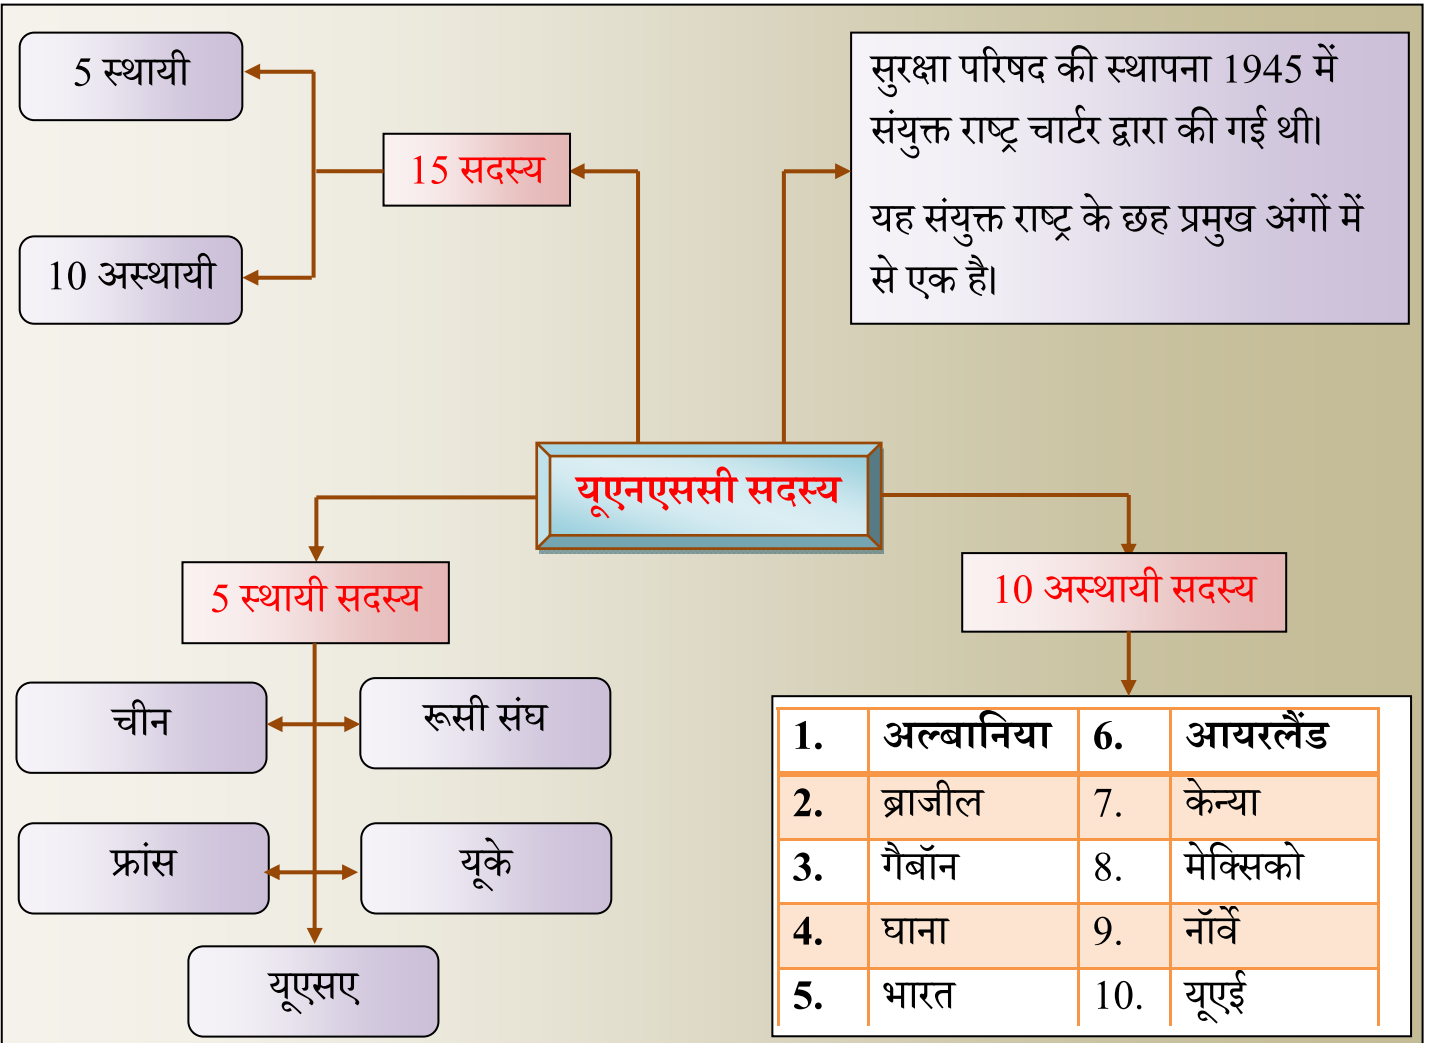 5 स्थायी
सुरक्षा परिषद की स्थापना 1945 में
संयुक्त राष्ट्र चार्टर द्वारा की गई थी।
यह संयुक्त राष्ट्र के छह प्रमुख अंगों में
से एक है।
15 सदस्य
10 अस्थायी
यूएनएससी सदस्य
5 स्थायी सदस्य
10 अस्थायी सदस्य
चीन
रूसी संघ
फ्रांस
यूके
यूएसए
1. अल्बानिया 6. आयरलैंड
2. ब्राजील 7. केन्या
3. गैबॉन 8. मेक्सिको
4. घाना 9. नॉर्वे
5. भारत 10. यूएई